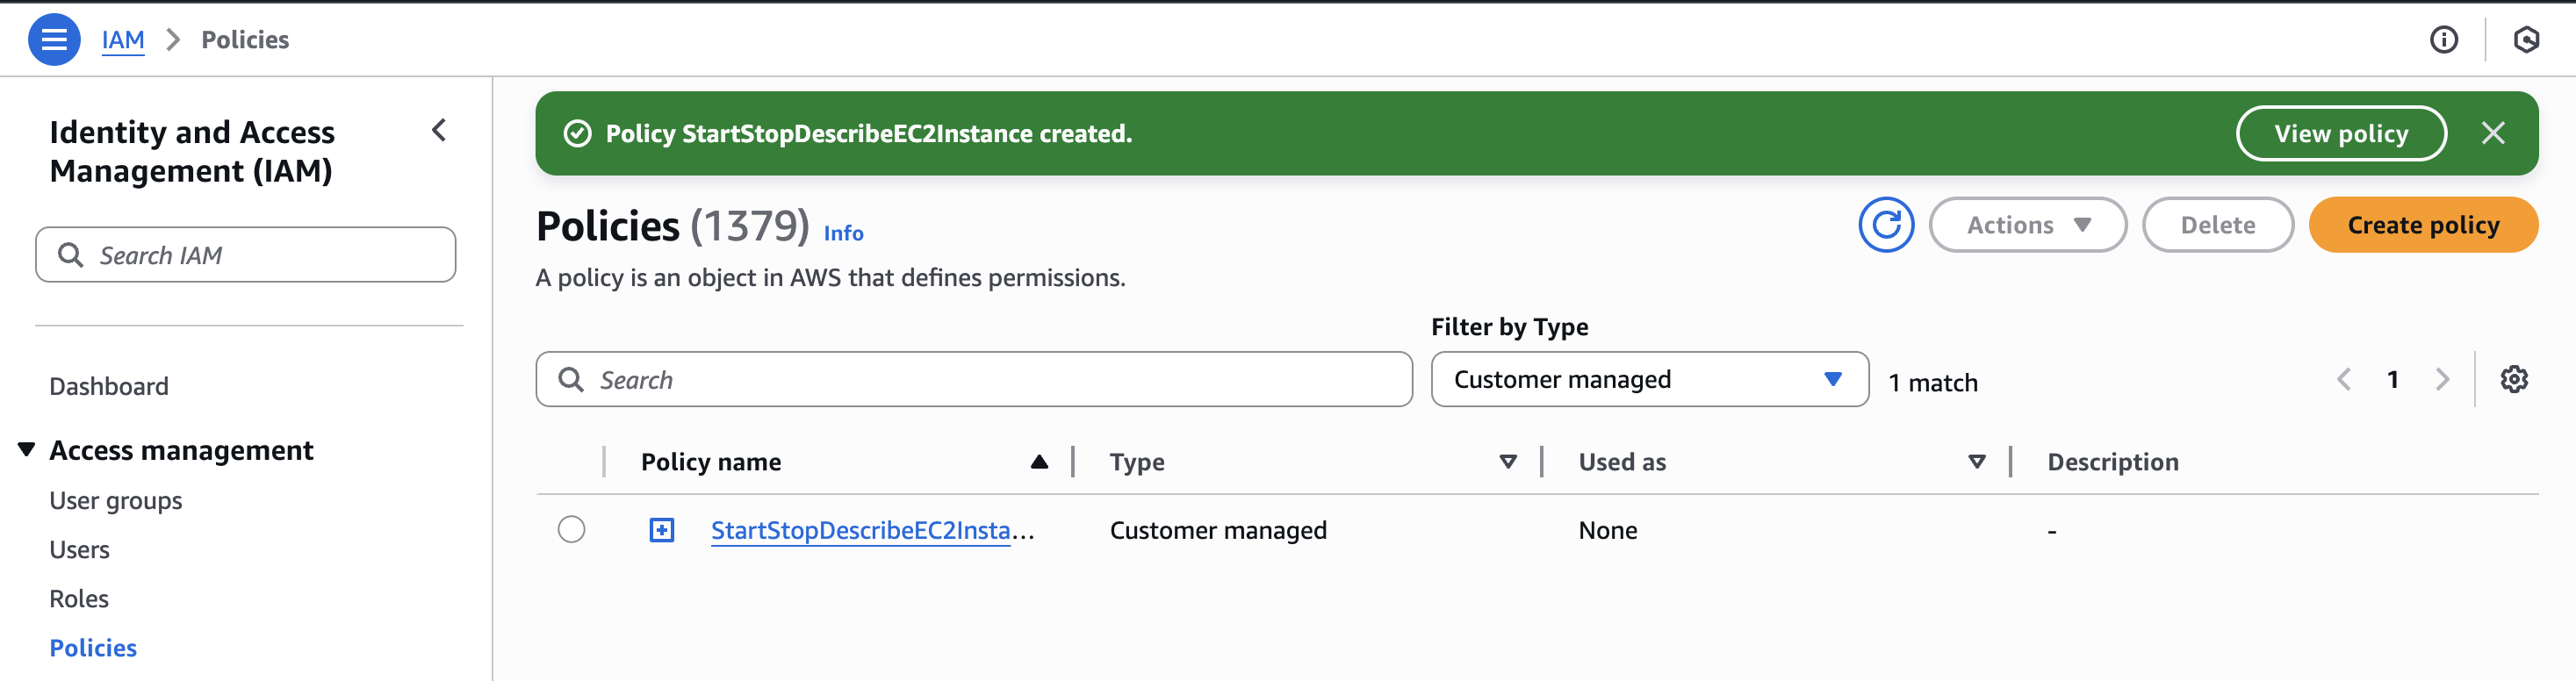 IAM > Policies
Identity and Access
Management (IAM)
Search IAM
Dashboard
Access management
User groups
Users
Roles
Policies
Policy StartStopDescribeEC2Instance created.
View policy
Policies (1379) Info
Actions
Delete
Create policy
A policy is an object in AWS that defines permissions.
Filter by Type
Search
Customer managed
1 match
1
Policy name
Type
Used as
Description
StartStopDescribeEC2Insta...
Customer managed
None
-